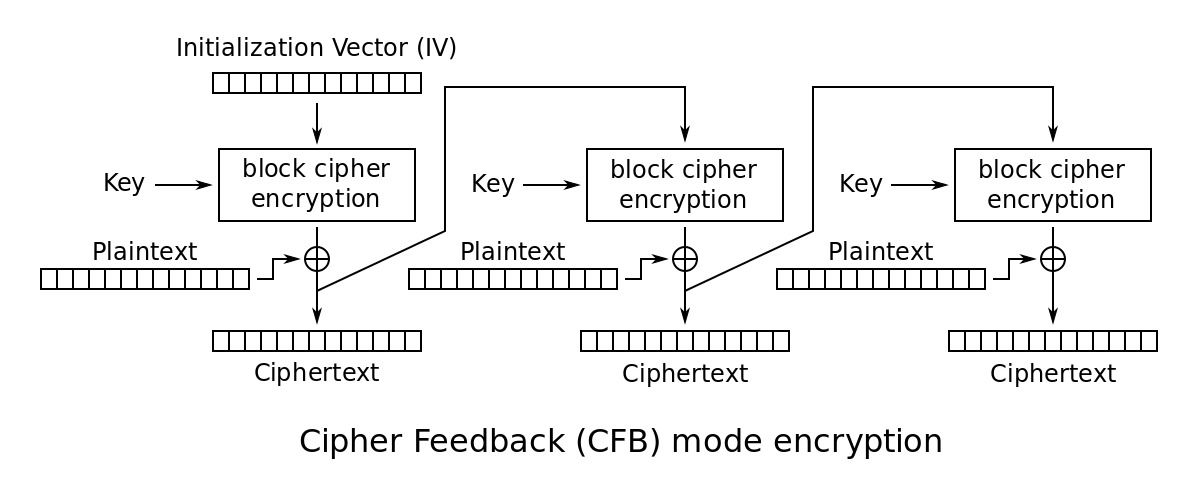 Initialization Vector (IV)
Key
block cipher
encryption
Key
block cipher
encryption
Key
block cipher
encryption
Plaintext
Plaintext
Plaintext
Ciphertext
Ciphertext
Ciphertext
Cipher Feedback (CFB) mode encryption